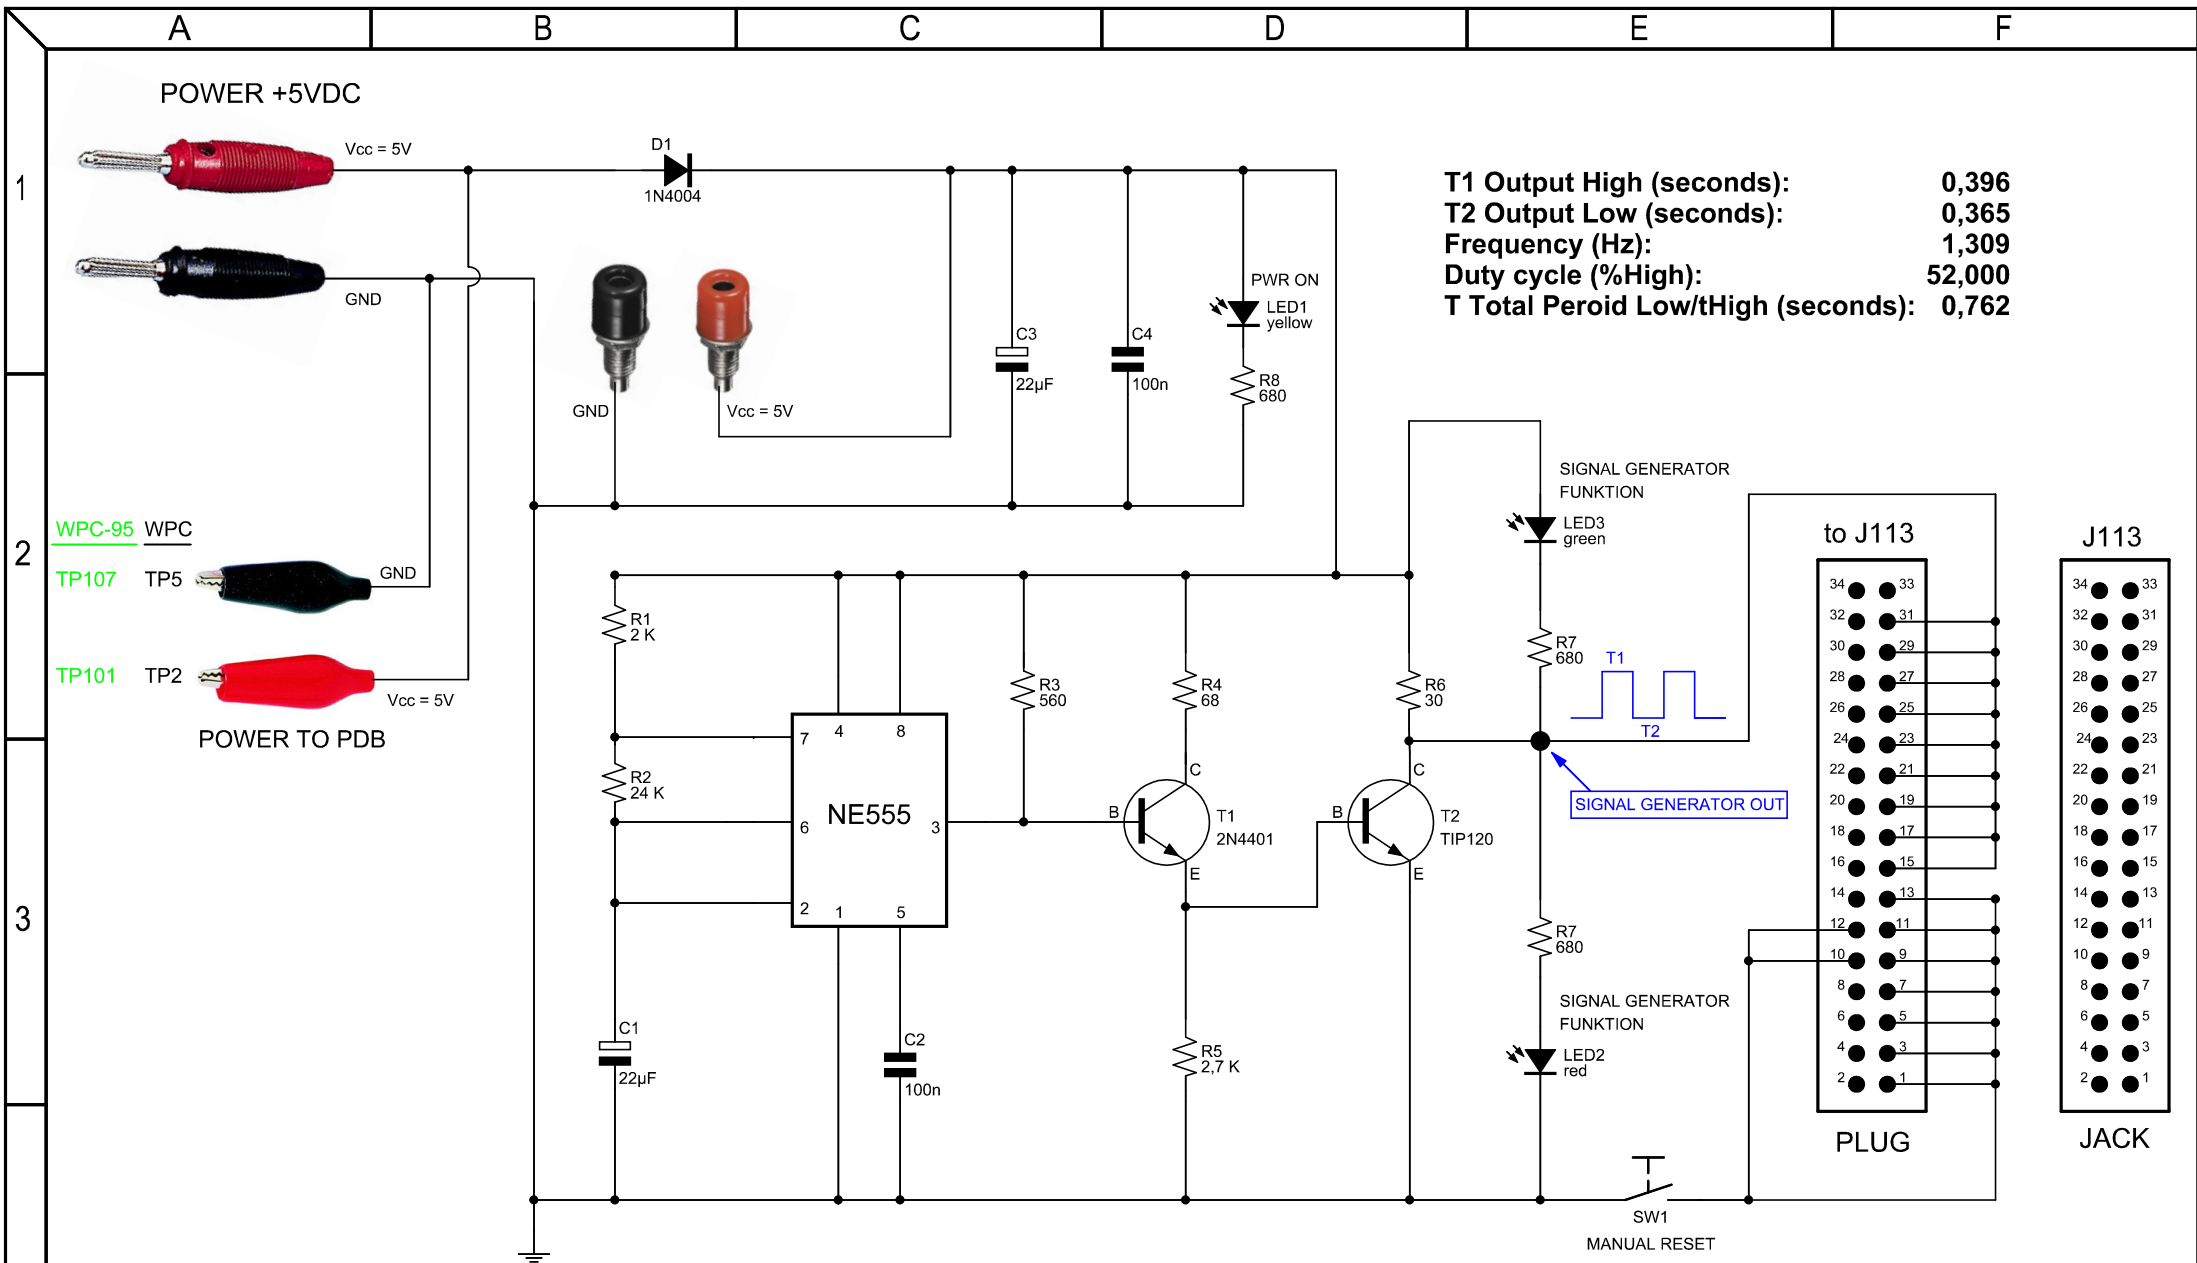 A B C D E F
1
2
3
POWER +5VDC
Vcc = 5V
GND
D1
1N4004
GND
Vcc = 5V
C3
22µF
C4
100n
PWR ON
LED1
yellow
R8
680
T1 Output High (seconds): 0,396
T2 Output Low (seconds): 0,365
Frequency (Hz): 1,309
Duty cycle (%High): 52,000
T Total Peroid Low/tHigh (seconds): 0,762
WPC-95 WPC
TP107 TP5
GND
TP101 TP2
Vcc = 5V
POWER TO PDB
R1
2 K
R2
24 K
C1
22µF
NE555
7 4 8
6 3
2 1 5
C2
100n
R3
560
R4
68
C
B
E
T1
2N4401
R5
2,7 K
R6
30
C
B
E
T2
TIP120
SIGNAL GENERATOR
FUNKTION
LED3
green
R7
680
T1
T2
SIGNAL GENERATOR OUT
R7
680
SIGNAL GENERATOR
FUNKTION
LED2
red
SW1
MANUAL RESET
to J113
34 33
32 31
30 29
28 27
26 25
24 23
22 21
20 19
18 17
16 15
14 13
12 11
10 9
8 7
6 5
4 3
2 1
PLUG
J113
34 33
32 31
30 29
28 27
26 25
24 23
22 21
20 19
18 17
16 15
14 13
12 11
10 9
8 7
6 5
4 3
2 1
JACK